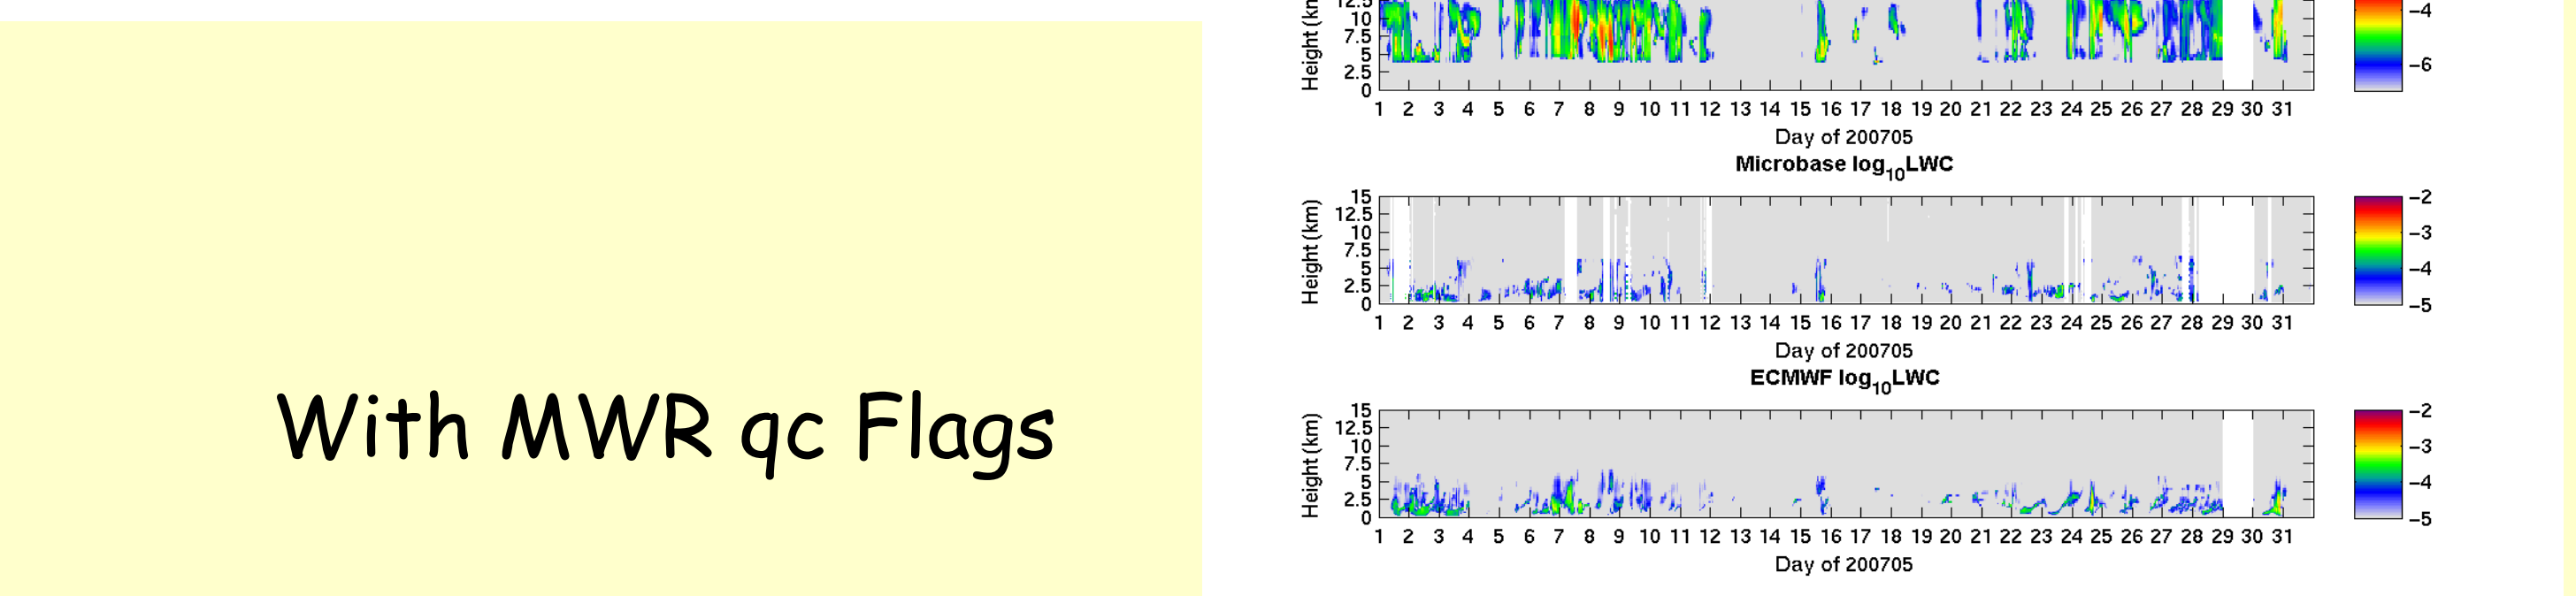 With MWR qc Flags
Height (km
12.5
10
7.5
5
2.5
0
1 2 3 4 5 6 7 8 9 10 11 12 13 14 15 16 17 18 19 20 21 22 23 24 25 26 27 28 29 30 31
Day of 200705
−4
−6
Microbase log10LWC
Height (km)
15
12.5
10
7.5
5
2.5
0
1 2 3 4 5 6 7 8 9 10 11 12 13 14 15 16 17 18 19 20 21 22 23 24 25 26 27 28 29 30 31
Day of 200705
−2
−3
−4
−5
ECMWF log10LWC
Height (km)
15
12.5
10
7.5
5
2.5
0
1 2 3 4 5 6 7 8 9 10 11 12 13 14 15 16 17 18 19 20 21 22 23 24 25 26 27 28 29 30 31
Day of 200705
−2
−3
−4
−5